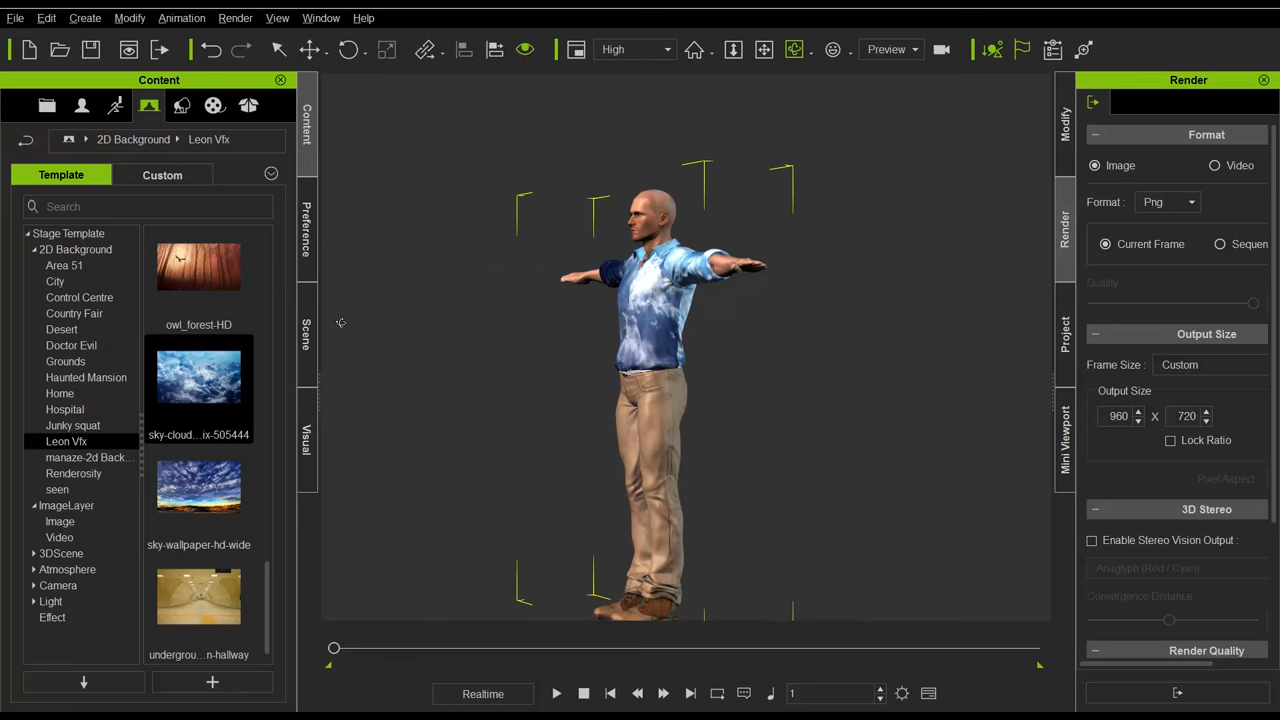 File Edit Create Modify Animation Render View Window Help
High
Preview
Content
2D Background Leon Vfx
Template Custom
Search
Stage Template
2D Background
Area 51
City
Control Centre
Country Fair
Desert
Doctor Evil
Grounds
Haunted Mansion
Home
Hospital
Junky squat
Leon Vfx
manaze-2d Back...
Renderosity
seen
ImageLayer
Image
Video
3DScene
Atmosphere
Camera
Light
Effect
owl_forest-HD
sky-cloud...ix-505444
sky-wallpaper-hd-wide
undergrou...n-hallway
Content
Preference
Scene
Visual
Realtime
1
Modify
Render
Project
Mini Viewport
Render
Format
Image Video
Format : Png
Current Frame Sequen
Quality
Output Size
Frame Size : Custom
Output Size
960 X 720
Lock Ratio
Pixel Aspect
3D Stereo
Enable Stereo Vision Output :
Anaglyph (Red / Cyan)
Convergence Distance
Render Quality